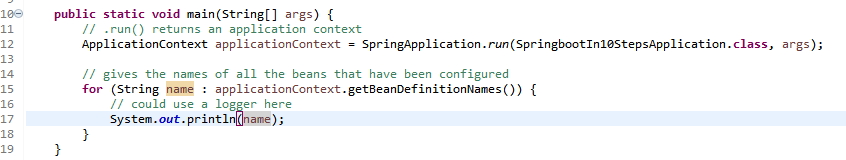 10 public static void main(String[] args) {
11 // .run() returns an application context
12 ApplicationContext applicationContext = SpringApplication.run(SpringbootIn10StepsApplication.class, args);
13
14 // gives the names of all the beans that have been configured
15 for (String name : applicationContext.getBeanDefinitionNames()) {
16 // could use a logger here
17 System.out.println(name);
18 }
19 }